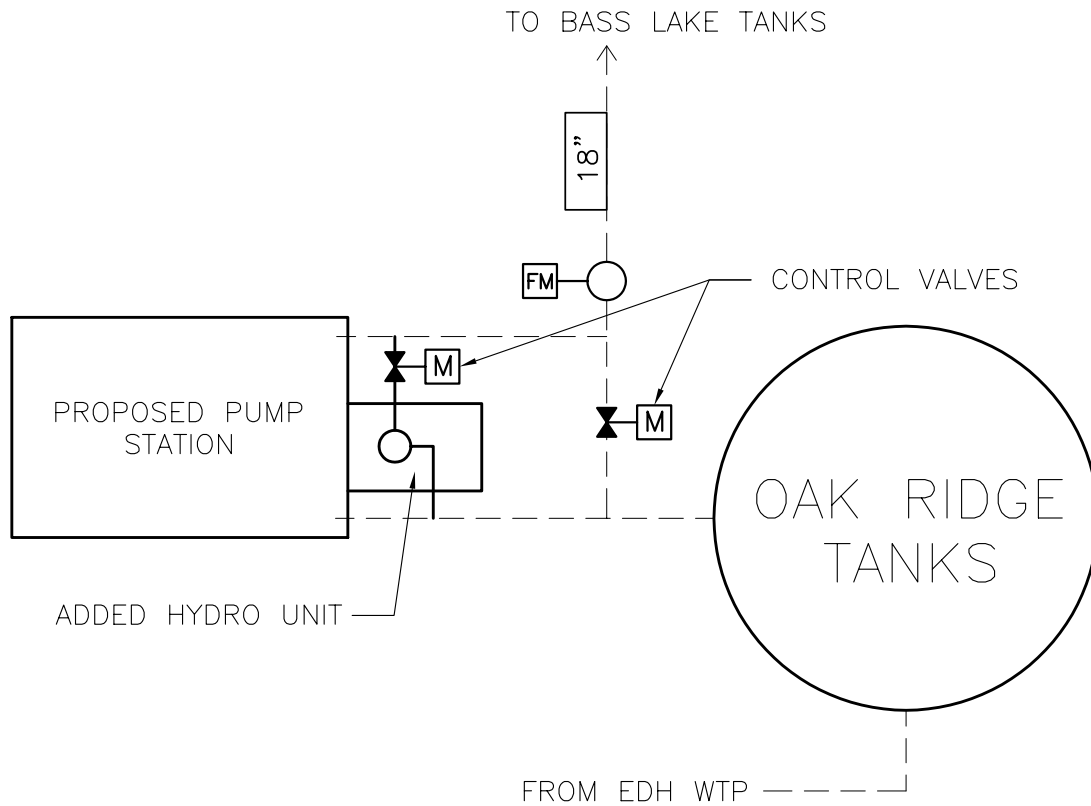 TO BASS LAKE TANKS
18”
FM
CONTROL VALVES
M
M
PROPOSED PUMP
STATION
OAK RIDGE
TANKS
ADDED HYDRO UNIT
FROM EDH WTP